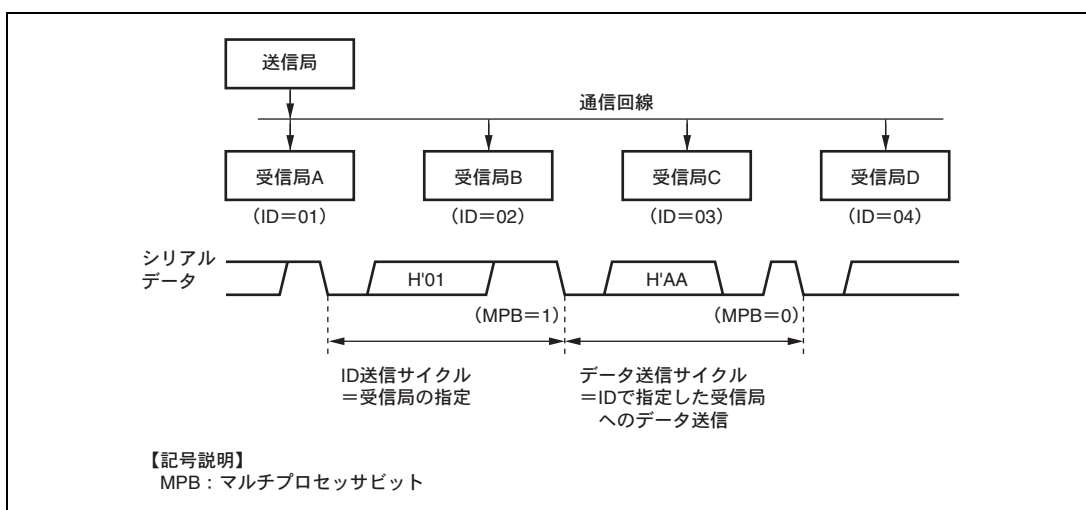 送信局
通信回線
受信局A
受信局B
受信局C
受信局D
（ID＝01）
（ID＝02）
（ID＝03）
（ID＝04）
シリアル
データ
H'01
H'AA
（MPB＝1）
（MPB＝0）
ID送信サイクル
＝受信局の指定
データ送信サイクル
＝IDで指定した受信局
へのデータ送信
【記号説明】
MPB：マルチプロセッサビット